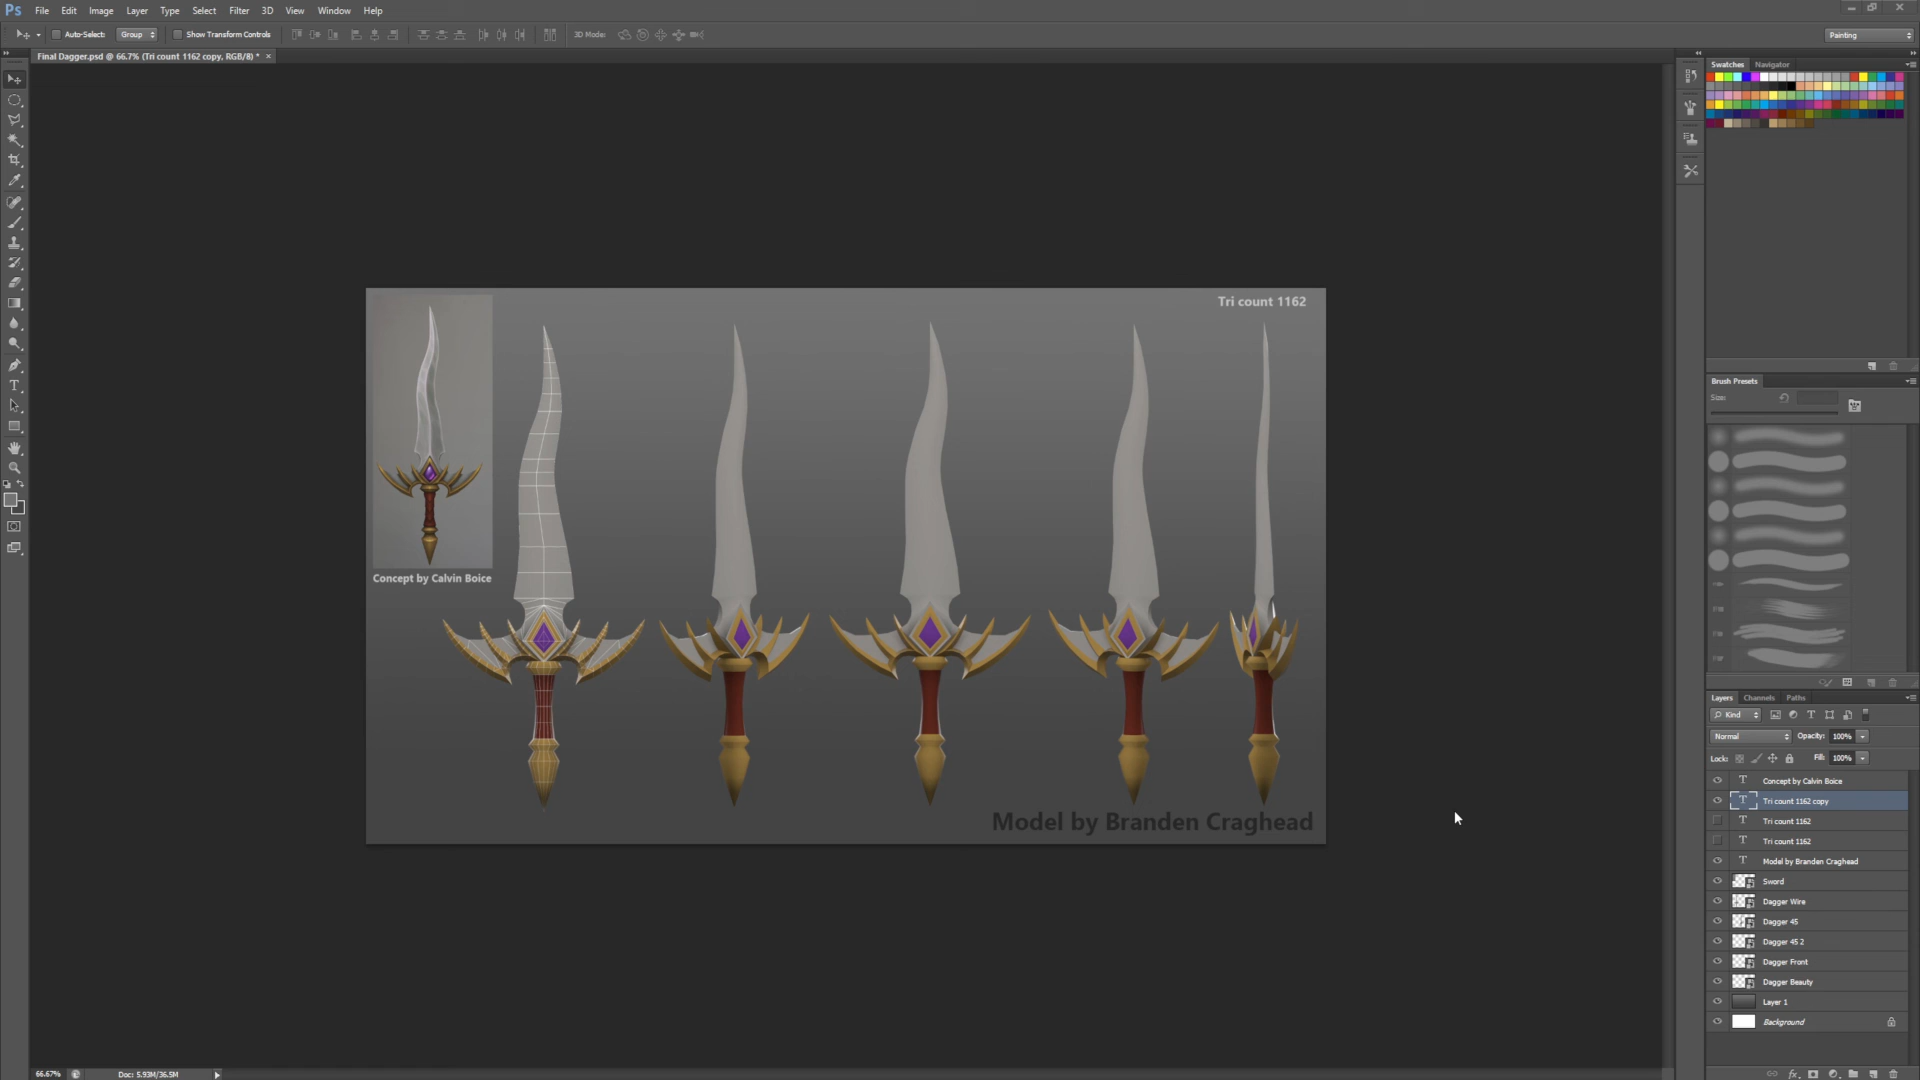 Ps File Edit Image Layer Type Select Filter 3D View Window Help
Auto-Select: Group Show Transform Controls 3D Mode: Painting
Final Dagger.psd @ 66.7% (Tri count 1162 copy, RGB/8) * ×
Swatches Navigator
Tri count 1162
Brush Presets
Size:
Concept by Calvin Boice
Layers Channels Paths
Kind
Normal Opacity: 100%
Lock: Fill: 100%
Concept by Calvin Boice
Tri count 1162 copy
Tri count 1162
Tri count 1162
Model by Branden Craghead
Model by Branden Craghead
Sword
Dagger Wire
Dagger 45
Dagger 45 2
Dagger Front
Dagger Beauty
Layer 1
Background
66.67% Doc: 5.93M/36.5M